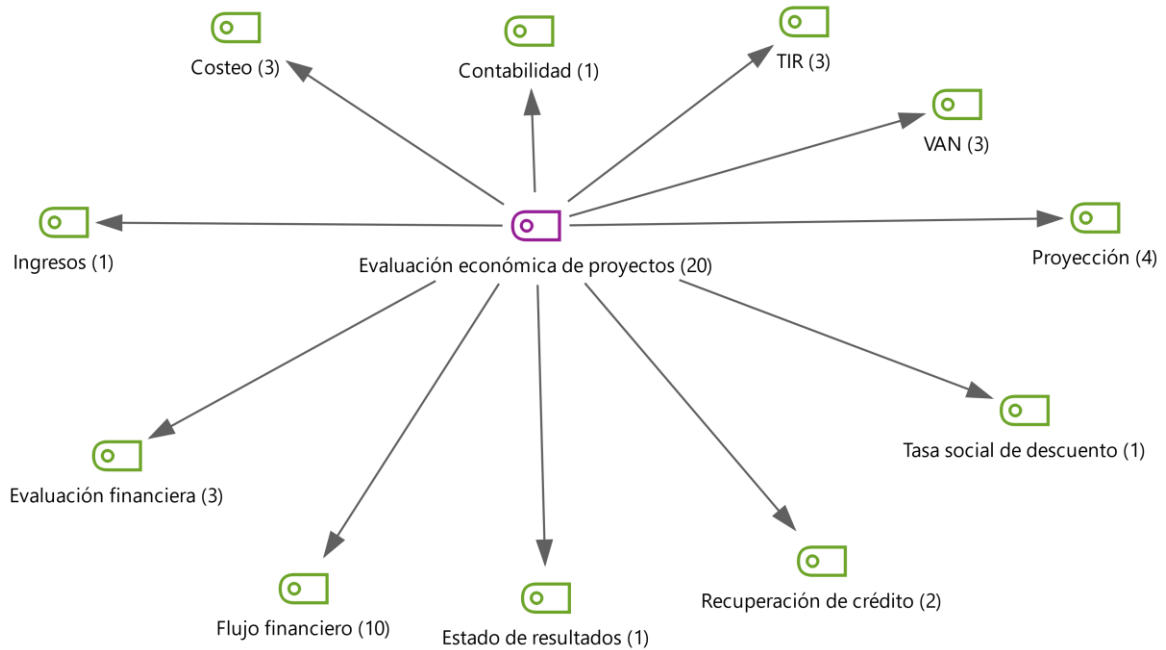 Costeo (3)
Contabilidad (1)
TIR (3)
VAN (3)
Ingresos (1)
Evaluación económica de proyectos (20)
Proyección (4)
Evaluación financiera (3)
Tasa social de descuento (1)
Flujo financiero (10)
Estado de resultados (1)
Recuperación de crédito (2)